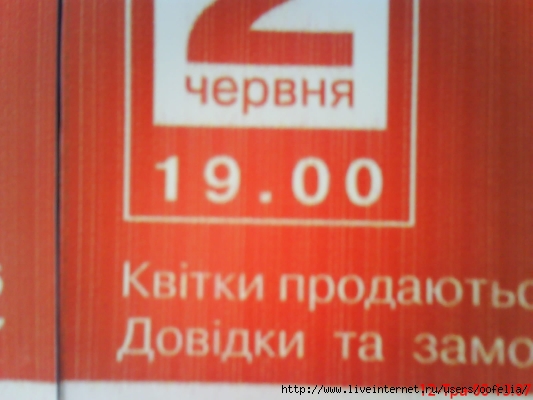 2
червня
19.00
Квітки продаютьс
Довідки та замо
http://www.liveinternet.ru/users/oofelia/